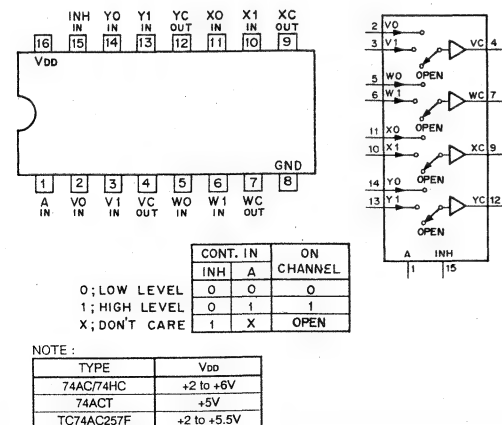 INH YO Y1 YC XO X1 XC
IN IN IN OUT IN IN OUT
16 15 14 13 12 11 10 9
VDD
GND
1 2 3 4 5 6 7 8
A VO V1 VC WO W1 WC
IN IN IN OUT IN IN OUT
2 VO
3 V1 VC 4
OPEN
5 WO
6 W1 WC 7
OPEN
11 XO
10 X1 XC 9
OPEN
14 YO
13 Y1 YC 12
OPEN
A INH
1 15
CONT. IN ON CHANNEL
INH A
O; LOW LEVEL 0 0 0
1; HIGH LEVEL 0 1 1
X; DON'T CARE 1 X OPEN
NOTE :
TYPE VDD
74AC/74HC +2 to +6V
74ACT +5V
TC74AC257F +2 to +5.5V